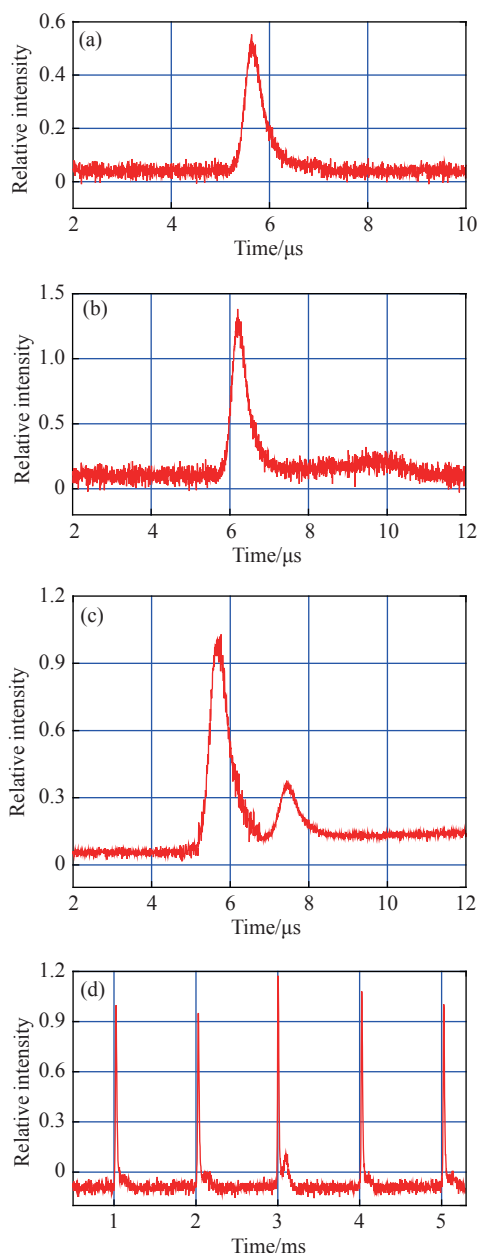 (a)
Relative intensity
0.6
0.4
0.2
0
2 4 6 8 10
Time/μs
(b)
Relative intensity
1.5
1.0
0.5
0
2 4 6 8 10 12
Time/μs
(c)
Relative intensity
1.2
0.9
0.6
0.3
0
2 4 6 8 10 12
Time/μs
(d)
Relative intensity
1.2
0.9
0.6
0.3
0
1 2 3 4 5
Time/ms